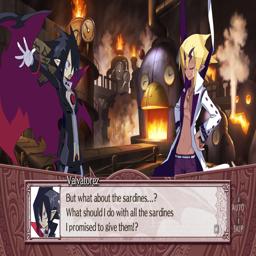 Valvatorez
But what about the sardines...?
What should I do with all the sardines
I promised to give them!?
AUTO
SKIP